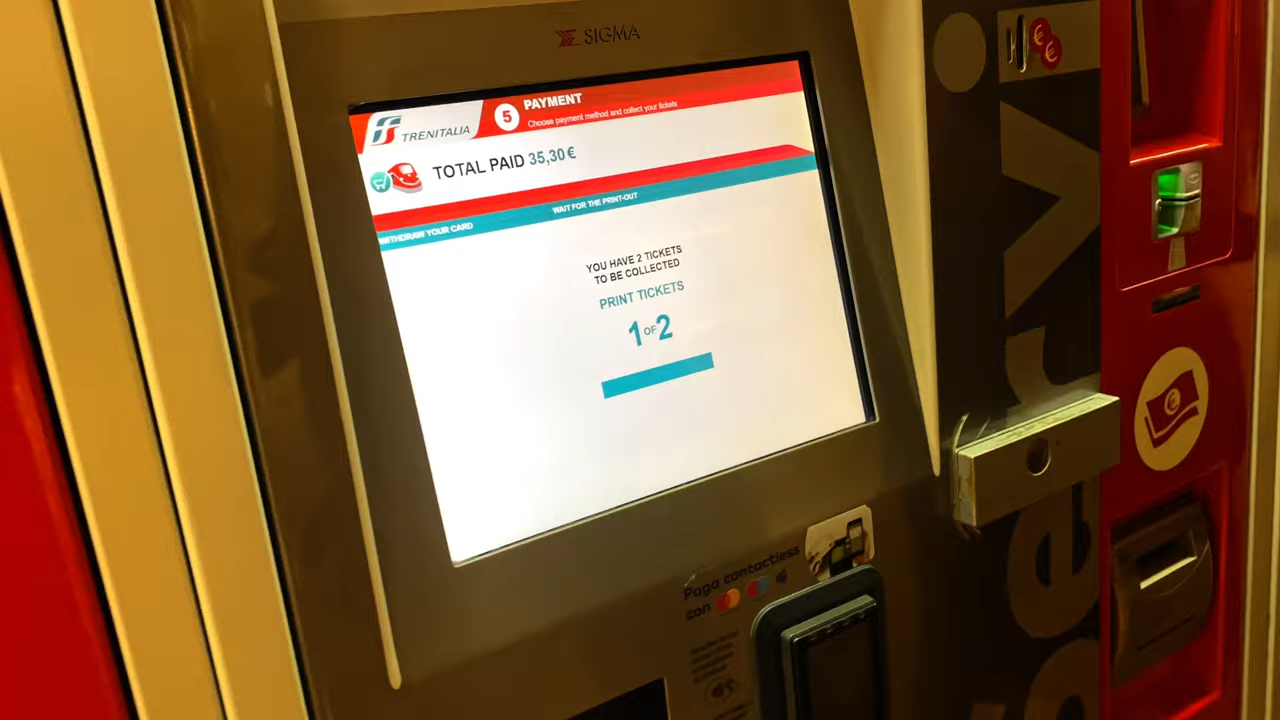 SIGMA
TRENITALIA
5
PAYMENT
Choose payment method and collect your tickets
TOTAL PAID 35,30 €
WAIT FOR THE PRINT-OUT
WITHDRAW YOUR CARD
YOU HAVE 2 TICKETS
TO BE COLLECTED
PRINT TICKETS
1 OF 2
Paga contactless
con